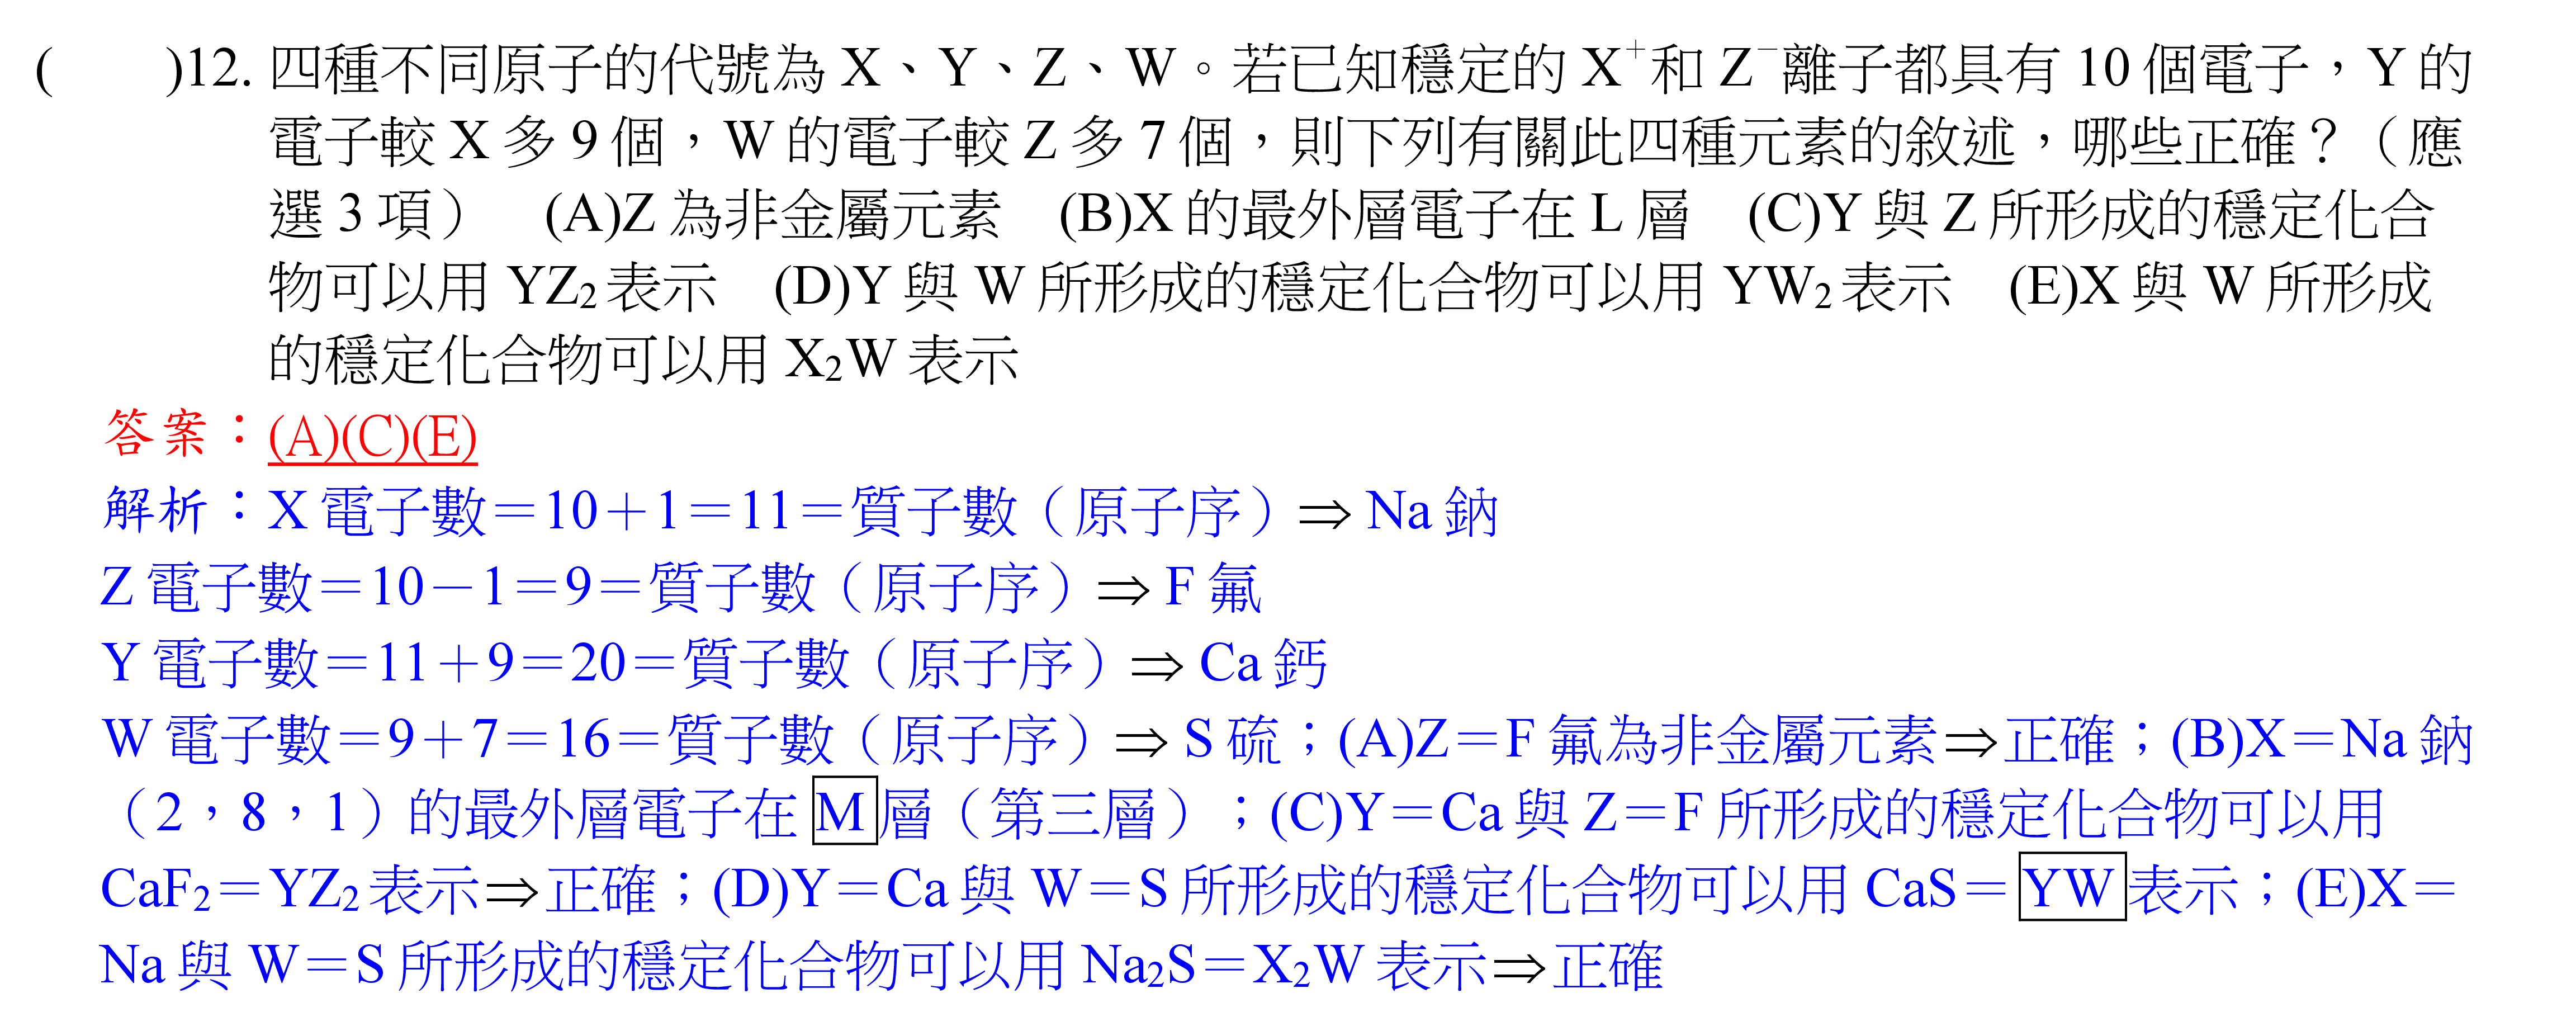 (　　)12. 四種不同原子的代號為 X、Y、Z、W。若已知穩定的 X⁺和 Z⁻離子都具有 10 個電子，Y 的
電子較 X 多 9 個，W 的電子較 Z 多 7 個，則下列有關此四種元素的敘述，哪些正確？（應
選 3 項）　(A)Z 為非金屬元素　(B)X 的最外層電子在 L 層　(C)Y 與 Z 所形成的穩定化合
物可以用 YZ₂表示　(D)Y 與 W 所形成的穩定化合物可以用 YW₂表示　(E)X 與 W 所形成
的穩定化合物可以用 X₂W 表示
答案：(A)(C)(E)
解析：X 電子數＝10＋1＝11＝質子數（原子序）⇒ Na 鈉
Z 電子數＝10－1＝9＝質子數（原子序）⇒ F 氟
Y 電子數＝11＋9＝20＝質子數（原子序）⇒ Ca 鈣
W 電子數＝9＋7＝16＝質子數（原子序）⇒ S 硫；(A)Z＝F 氟為非金屬元素⇒正確；(B)X＝Na 鈉
（2，8，1）的最外層電子在 M 層（第三層）；(C)Y＝Ca 與 Z＝F 所形成的穩定化合物可以用
CaF₂＝YZ₂表示⇒正確；(D)Y＝Ca 與 W＝S 所形成的穩定化合物可以用 CaS＝ YW 表示；(E)X＝
Na 與 W＝S 所形成的穩定化合物可以用 Na₂S＝X₂W 表示⇒正確